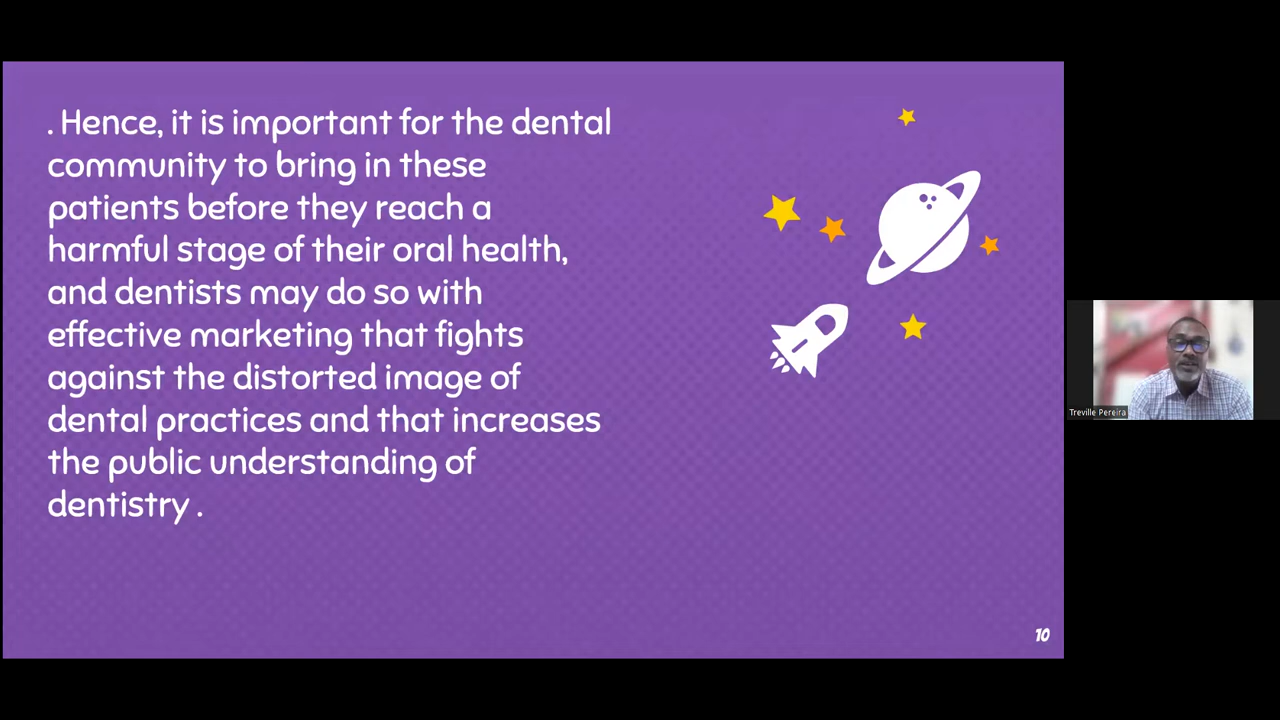 . Hence, it is important for the dental
community to bring in these
patients before they reach a
harmful stage of their oral health,
and dentists may do so with
effective marketing that fights
against the distorted image of
dental practices and that increases
the public understanding of
dentistry .
10
Treville Pereira